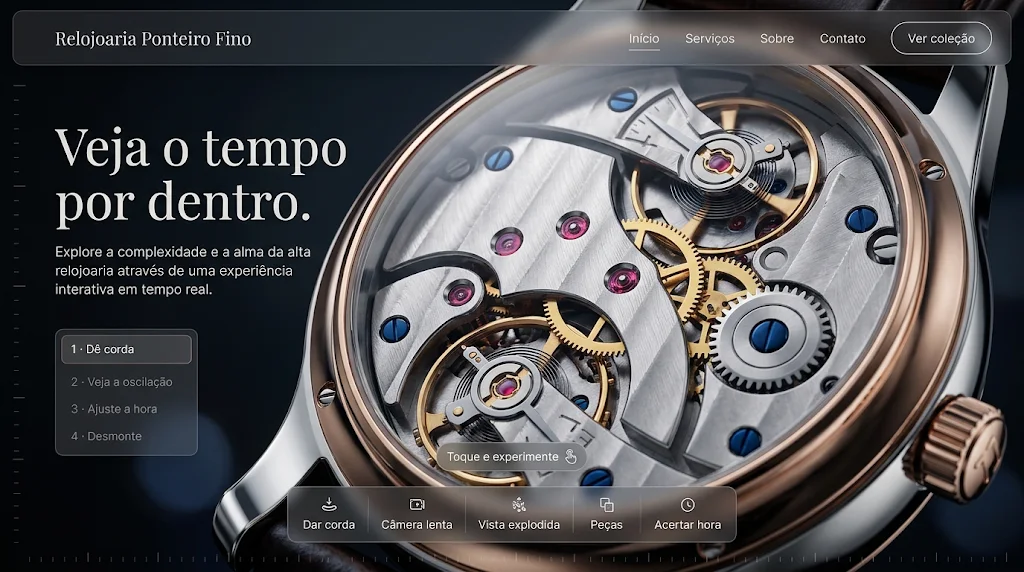 Relojoaria Ponteiro Fino
Início
Serviços
Sobre
Contato
Ver coleção
Veja o tempo
por dentro.
Explore a complexidade e a alma da alta
relojoaria através de uma experiência
interativa em tempo real.
1 · Dê corda
2 · Veja a oscilação
3 · Ajuste a hora
4 · Desmonte
Toque e experimente
Dar corda
Câmera lenta
Vista explodida
Peças
Acertar hora